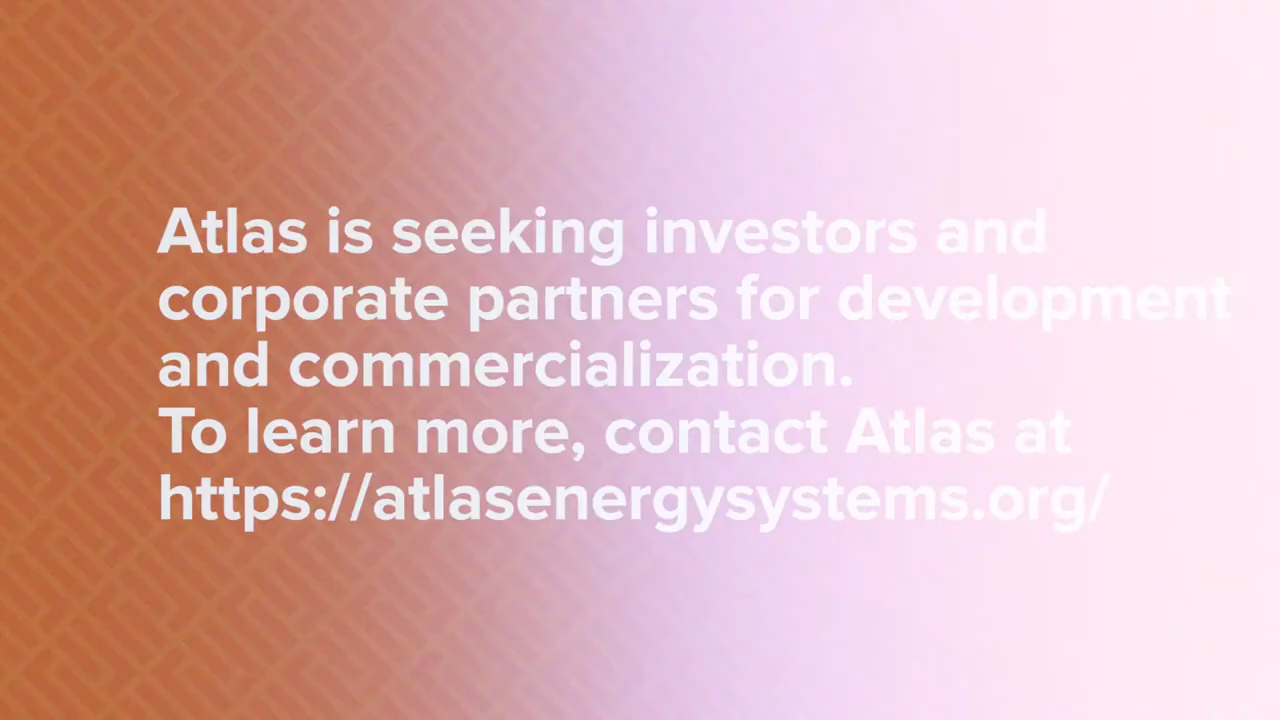 Atlas is seeking investors and
corporate partners for development
and commercialization.
To learn more, contact Atlas at
https://atlasenergysystems.org/